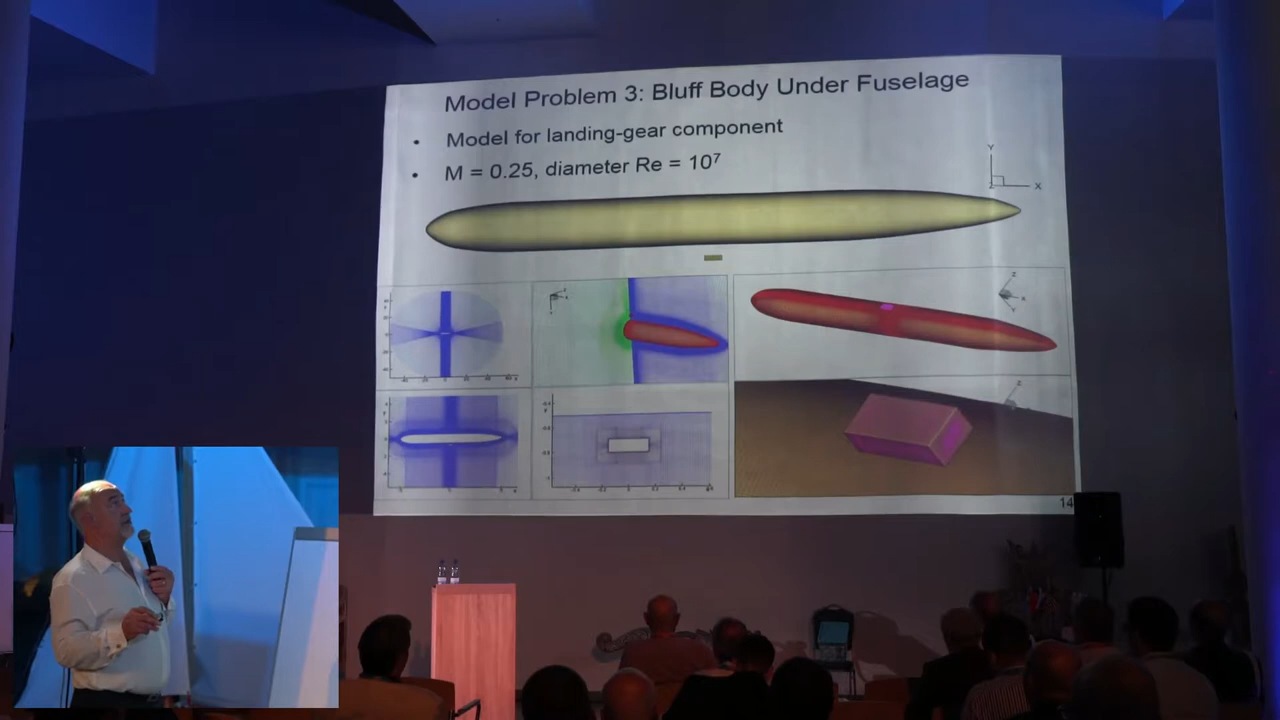 Model Problem 3: Bluff Body Under Fuselage
• Model for landing-gear component
• M = 0.25, diameter Re = 10⁷
Y
X
Z
14